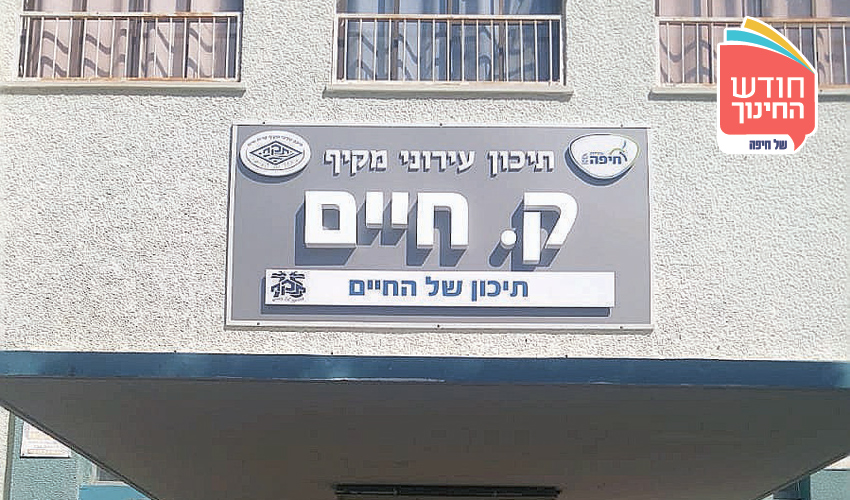 חודש
החינוך
של חיפה
תיכון עירוני מקיף
חיפה
ק. חיים
תיכון של החיים